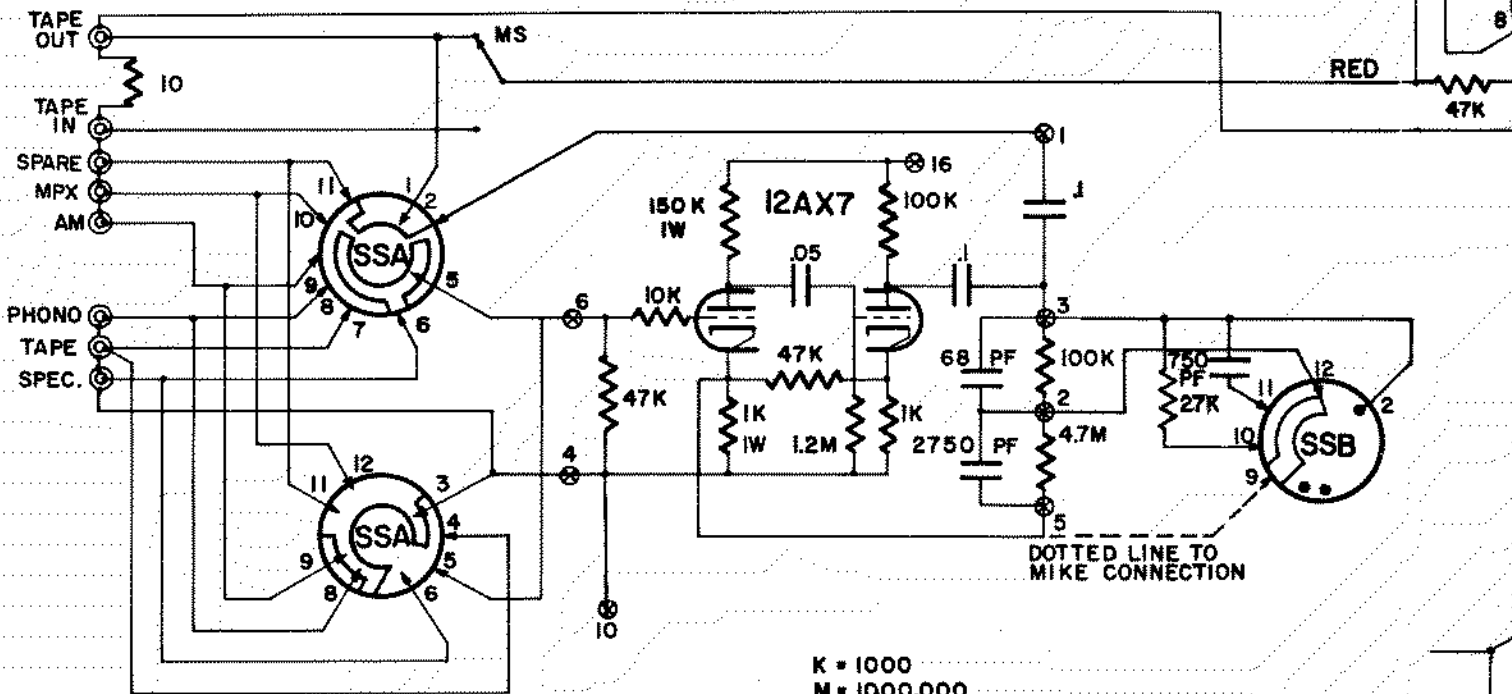 TAPE
OUT
MS
8
10
RED
47K
TAPE
IN
SPARE
MPX
AM
11
1
2
10
SSA
9
8
7
6
5
16
150K
1W
12AX7
100K
.1
1
.05
.1
PHONO
TAPE
SPEC.
6
10K
3
47K
47K
68 PF
100K
2
750
PF
27K
12
11
2
10
SSB
9
1K
1W
1.2M
1K
2750 PF
4.7M
4
5
12
11
3
4
SSA
5
9
8
7
6
10
DOTTED LINE TO
MIKE CONNECTION
K = 1000
M = 1000,000